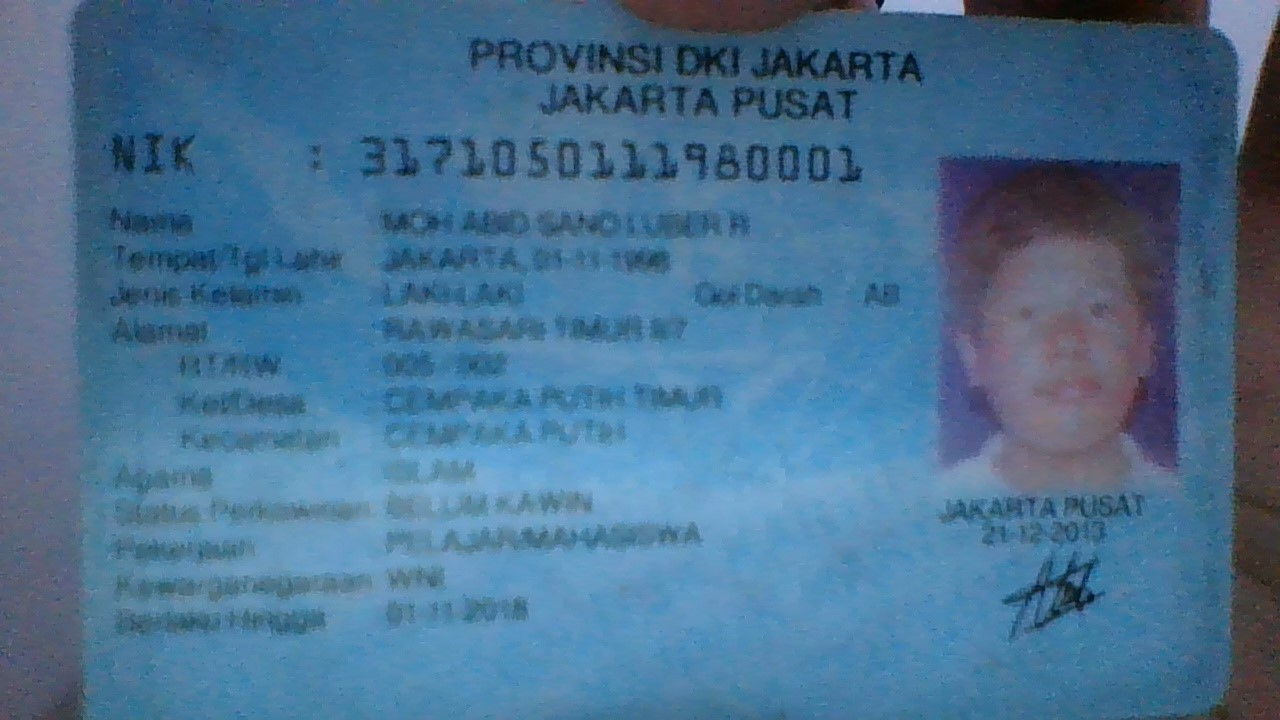 PROVINSI DKI JAKARTA
JAKARTA PUSAT
NIK : 3171050111980001
Nama MOH ABID
Tempat/Tgl Lahir JAKARTA, 01-11-1998
Jenis Kelamin LAKI-LAKI Gol Darah AB
Alamat RAWASARI TIMUR
RT/RW 005 002
Kel/Desa CEMPAKA PUTIH TIMUR
Kecamatan CEMPAKA PUTIH
Agama ISLAM
Status Perkawinan BELUM KAWIN
Pekerjaan PELAJAR/MAHASISWA
Kewarganegaraan WNI
Berlaku Hingga 01-11-2018
JAKARTA PUSAT
21-12-2013